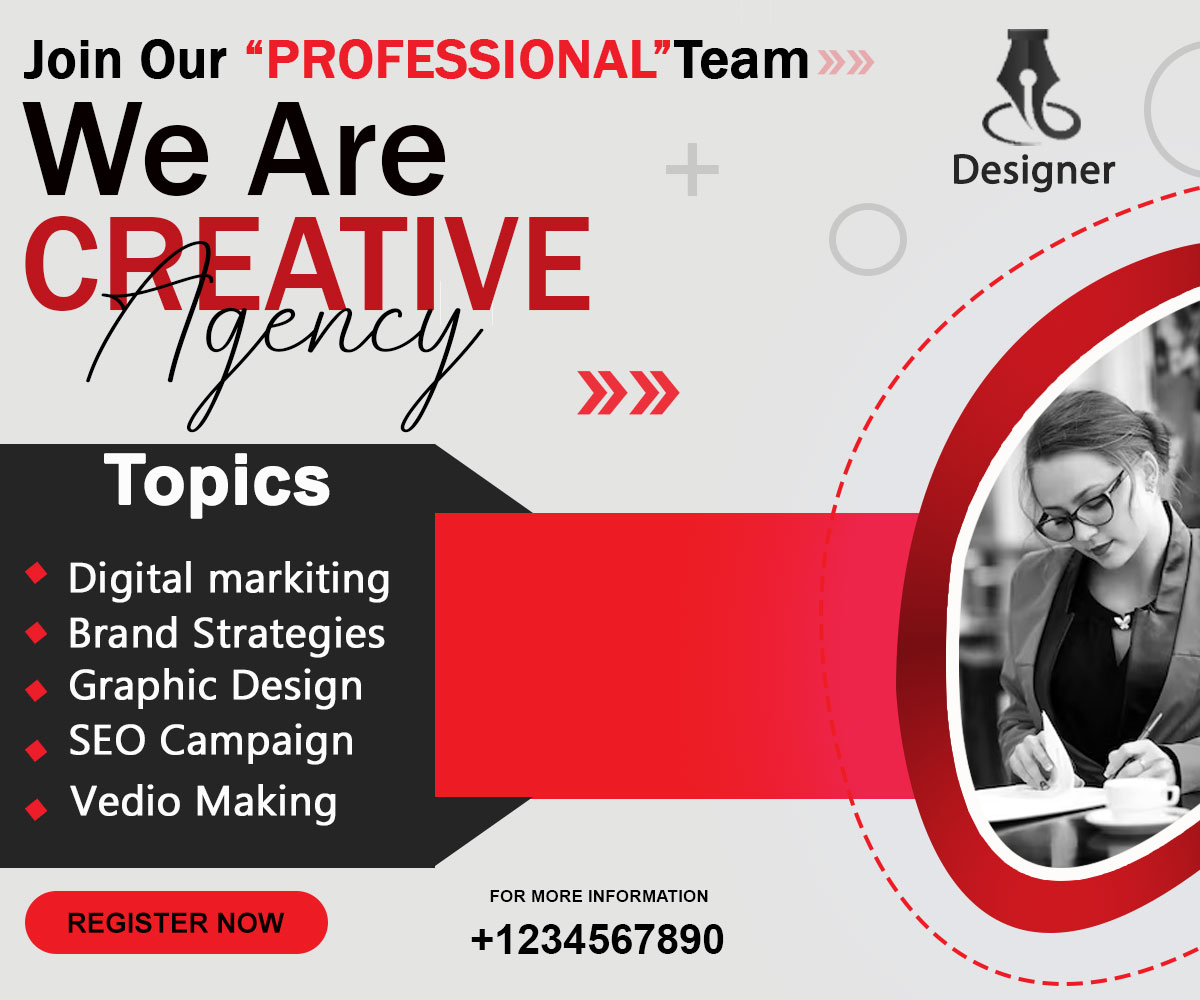 Join Our “PROFESSIONAL”Team
We Are
CREATIVE
Agency
Designer
Topics
Digital markiting
Brand Strategies
Graphic Design
SEO Campaign
Vedio Making
REGISTER NOW
FOR MORE INFORMATION
+1234567890